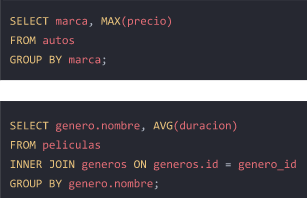 SELECT marca, MAX(precio)
FROM autos
GROUP BY marca;
SELECT genero.nombre, AVG(duracion)
FROM peliculas
INNER JOIN generos ON generos.id = genero_id
GROUP BY genero.nombre;